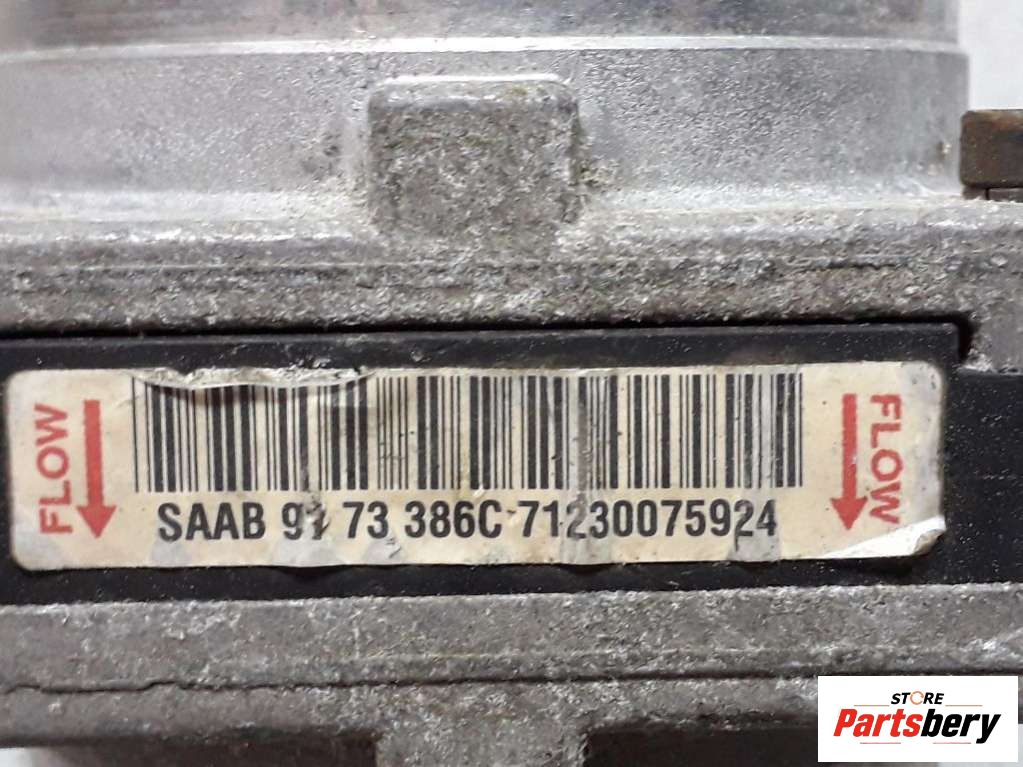 FLOW
SAAB 91 73 386C 71230075924
FLOW
STORE
Partsbery